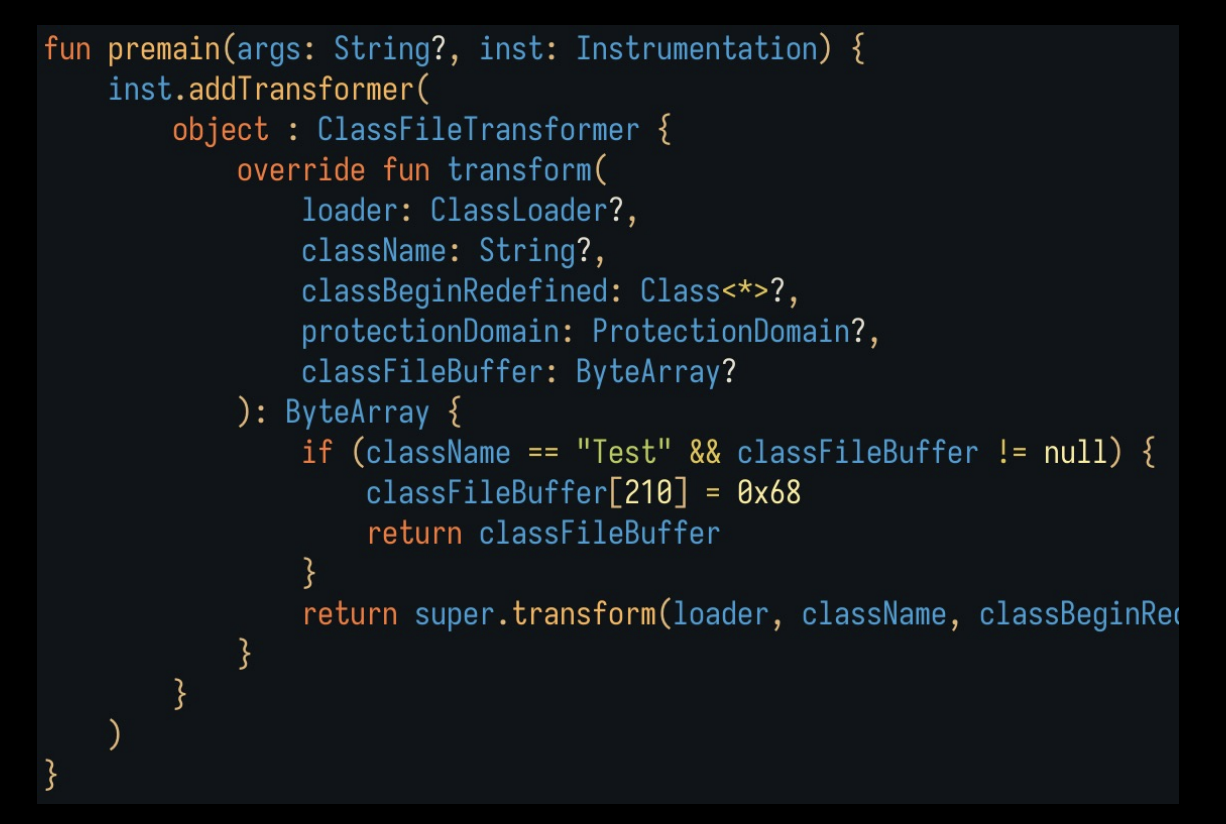 fun premain(args: String?, inst: Instrumentation) {
    inst.addTransformer(
        object : ClassFileTransformer {
            override fun transform(
                loader: ClassLoader?,
                className: String?,
                classBeginRedefined: Class<*>?,
                protectionDomain: ProtectionDomain?,
                classFileBuffer: ByteArray?
            ): ByteArray {
                if (className == "Test" && classFileBuffer != null) {
                    classFileBuffer[210] = 0x68
                    return classFileBuffer
                }
                return super.transform(loader, className, classBeginRed
            }
        }
    )
}